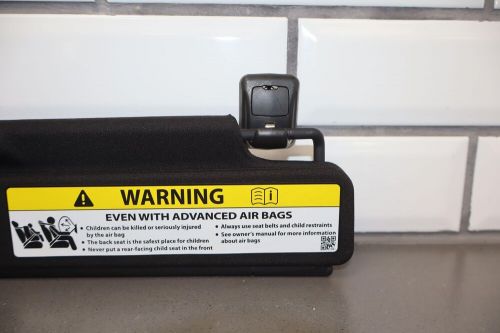 WARNING
EVEN WITH ADVANCED AIR BAGS
• Children can be killed or seriously injured
by the air bag
• The back seat is the safest place for children
• Never put a rear-facing child seat in the front
• Always use seat belts and child restraints
• See owner's manual for more information
about air bags